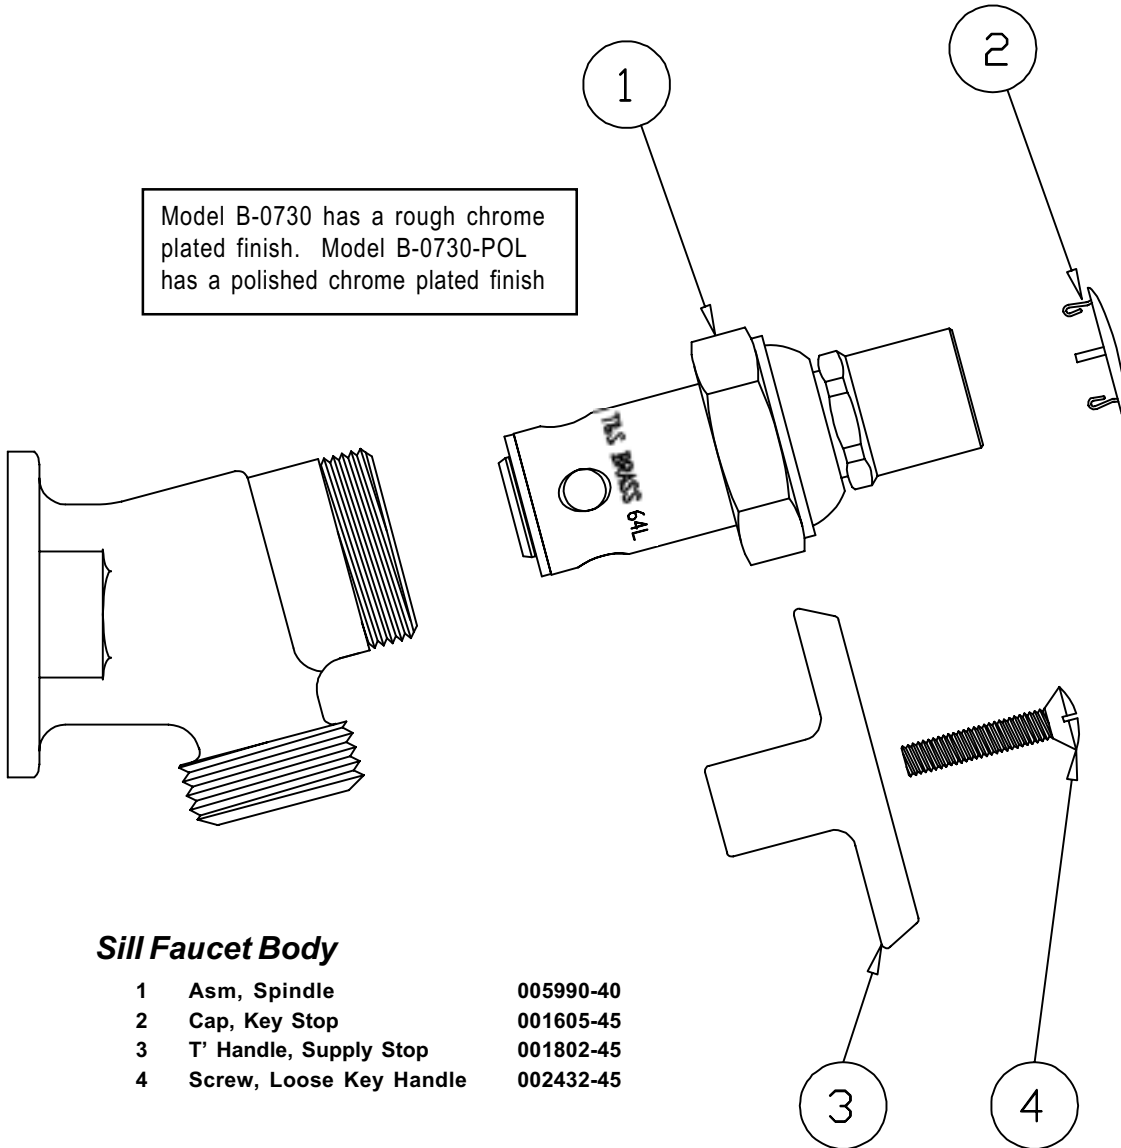 1
2
Model B-0730 has a rough chrome
plated finish. Model B-0730-POL
has a polished chrome plated finish
T&S BRASS 64L
Sill Faucet Body
1 Asm, Spindle 005990-40
2 Cap, Key Stop 001605-45
3 T' Handle, Supply Stop 001802-45
4 Screw, Loose Key Handle 002432-45
3
4